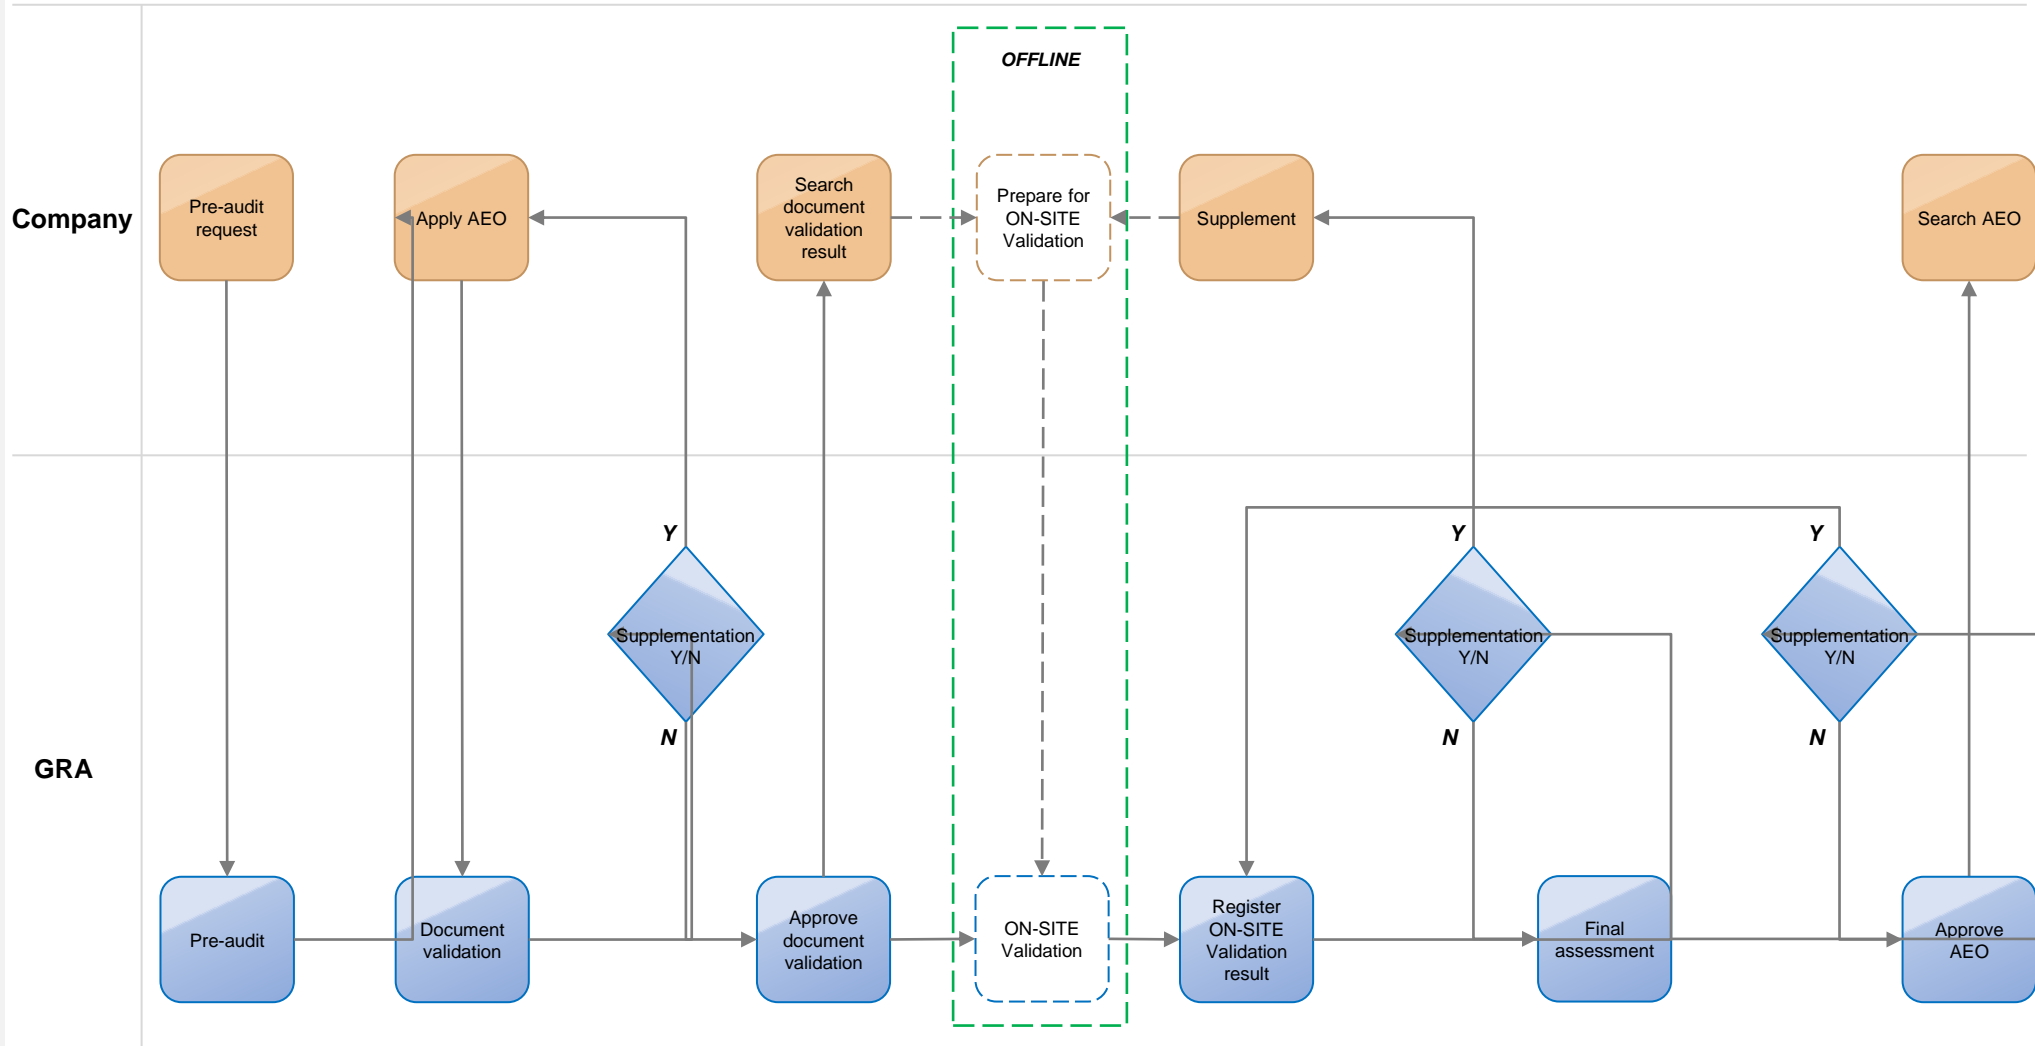 OFFLINE
Company
Pre-audit
request
Apply AEO
Search
document
validation
result
Prepare for
ON-SITE
Validation
Supplement
Search AEO
Y
Y
Y
Supplementation
Y/N
Supplementation
Y/N
Supplementation
Y/N
N
N
N
GRA
Pre-audit
Document
validation
Approve
document
validation
ON-SITE
Validation
Register
ON-SITE
Validation
result
Final
assessment
Approve
AEO